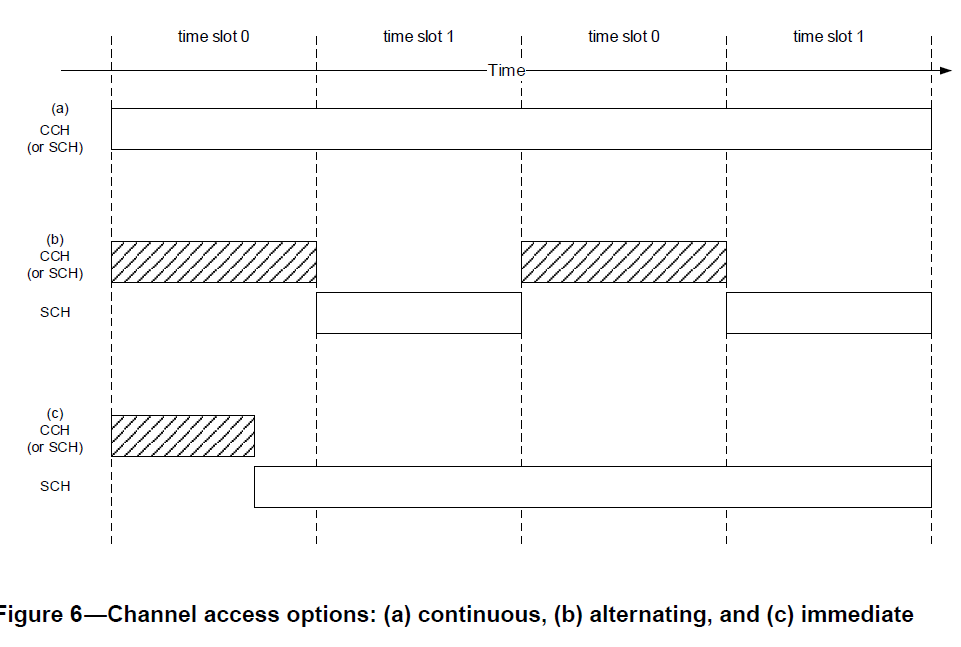 time slot 0 time slot 1 time slot 0 time slot 1
Time
(a)
CCH
(or SCH)
(b)
CCH
(or SCH)
SCH
(c)
CCH
(or SCH)
SCH
Figure 6—Channel access options: (a) continuous, (b) alternating, and (c) immediate